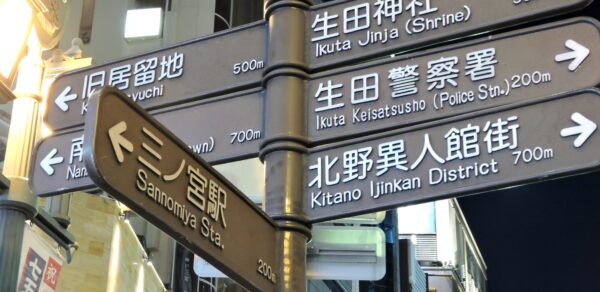 生田神社
Ikuta Jinja (Shrine)
旧居留地
500m
yuchi
生田 警察署
200m
Ikuta Keisatsusho (Police Stn.)
700m
三ノ宮駅
Sannomiya Sta.
200m
北野異人館街
Kitano Ijinkan District
700m
祝